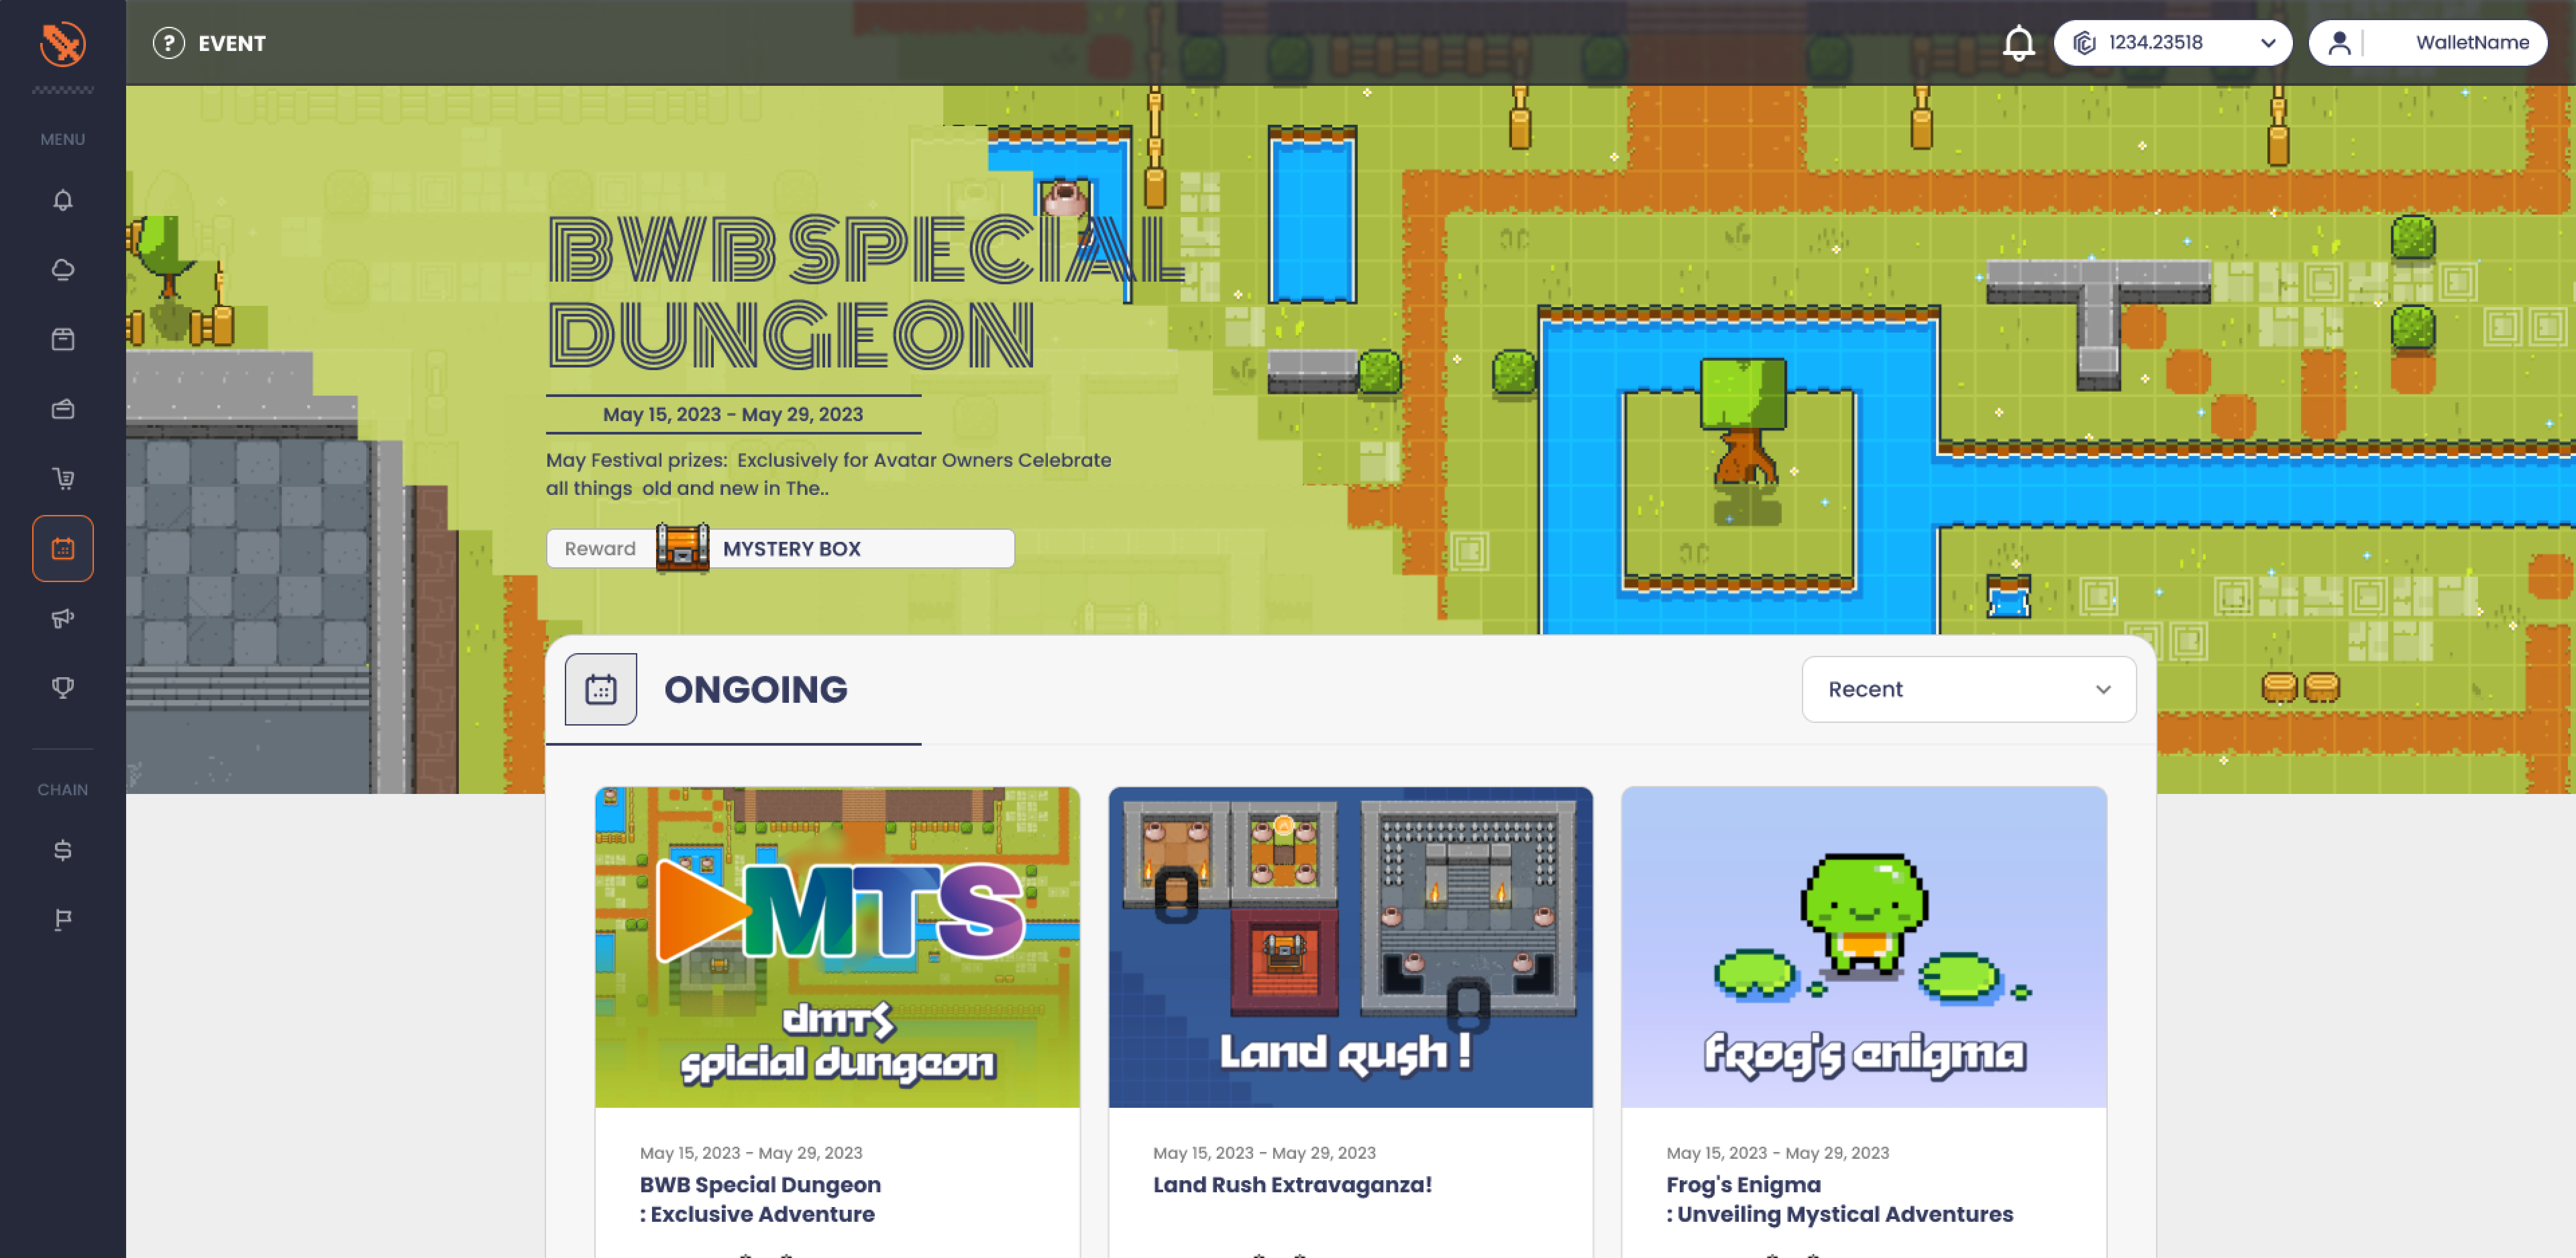 EVENT
1234.23518
WalletName
MENU
BWB SPECIAL
DUNGEON
May 15, 2023 - May 29, 2023
May Festival prizes: Exclusively for Avatar Owners Celebrate
all things old and new in The..
Reward MYSTERY BOX
ONGOING
Recent
CHAIN
MTS
dmTS
spicial dungeon
Land Rush !
frog's enigma
May 15, 2023 - May 29, 2023
BWB Special Dungeon
: Exclusive Adventure
May 15, 2023 - May 29, 2023
Land Rush Extravaganza!
May 15, 2023 - May 29, 2023
Frog's Enigma
: Unveiling Mystical Adventures